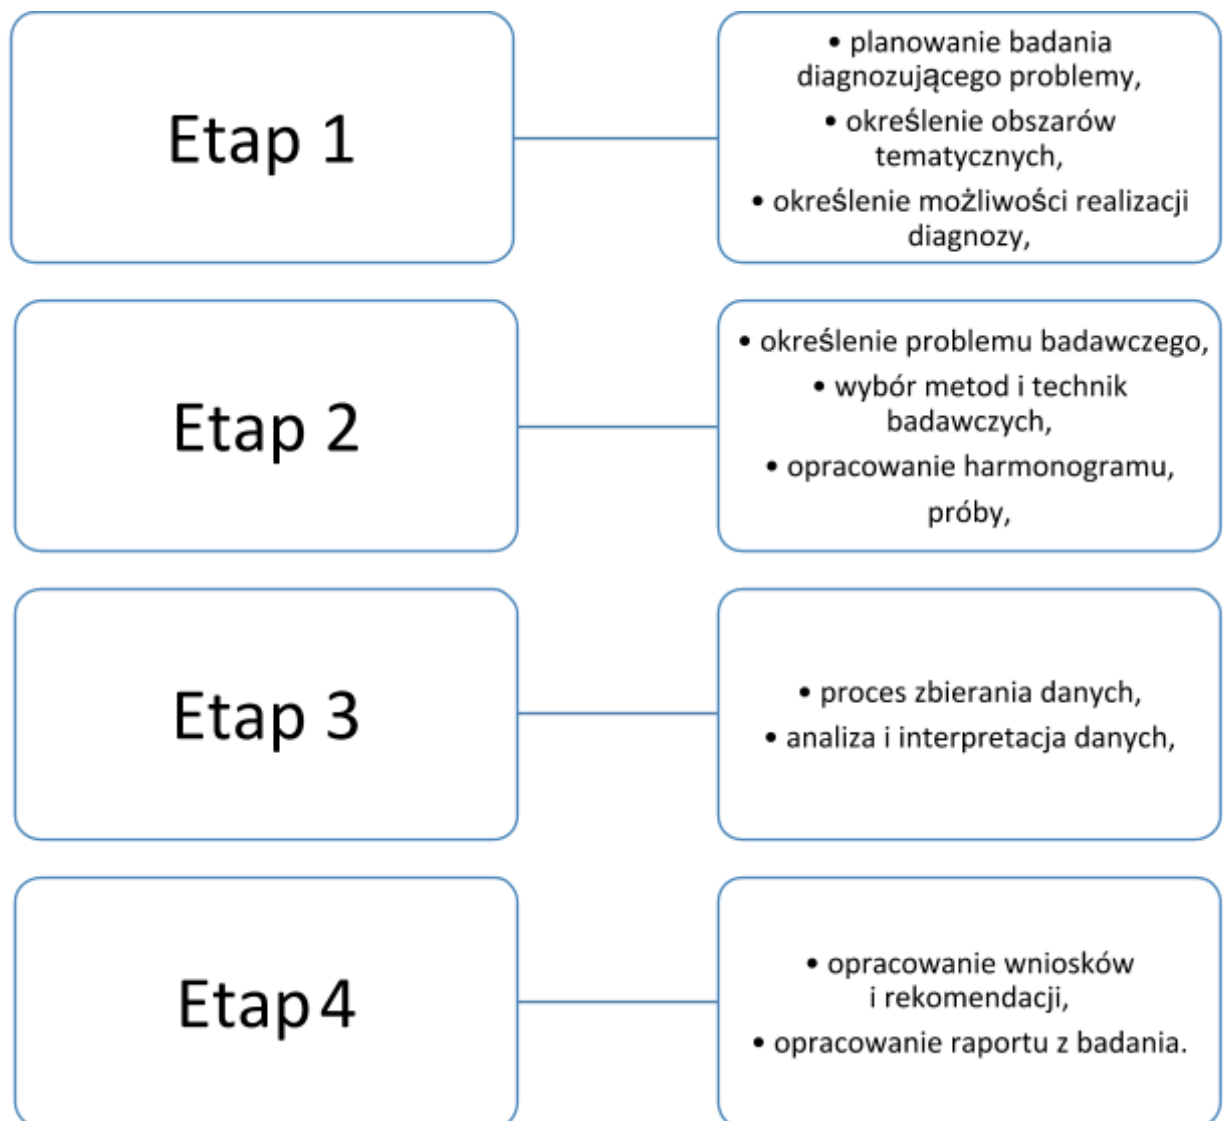 Etap 1
• planowanie badania
diagnozującego problemy,
• określenie obszarów
tematycznych,
• określenie możliwości realizacji
diagnozy,
Etap 2
• określenie problemu badawczego,
• wybór metod i technik
badawczych,
• opracowanie harmonogramu,
próby,
Etap 3
• proces zbierania danych,
• analiza i interpretacja danych,
Etap 4
• opracowanie wniosków
i rekomendacji,
• opracowanie raportu z badania.